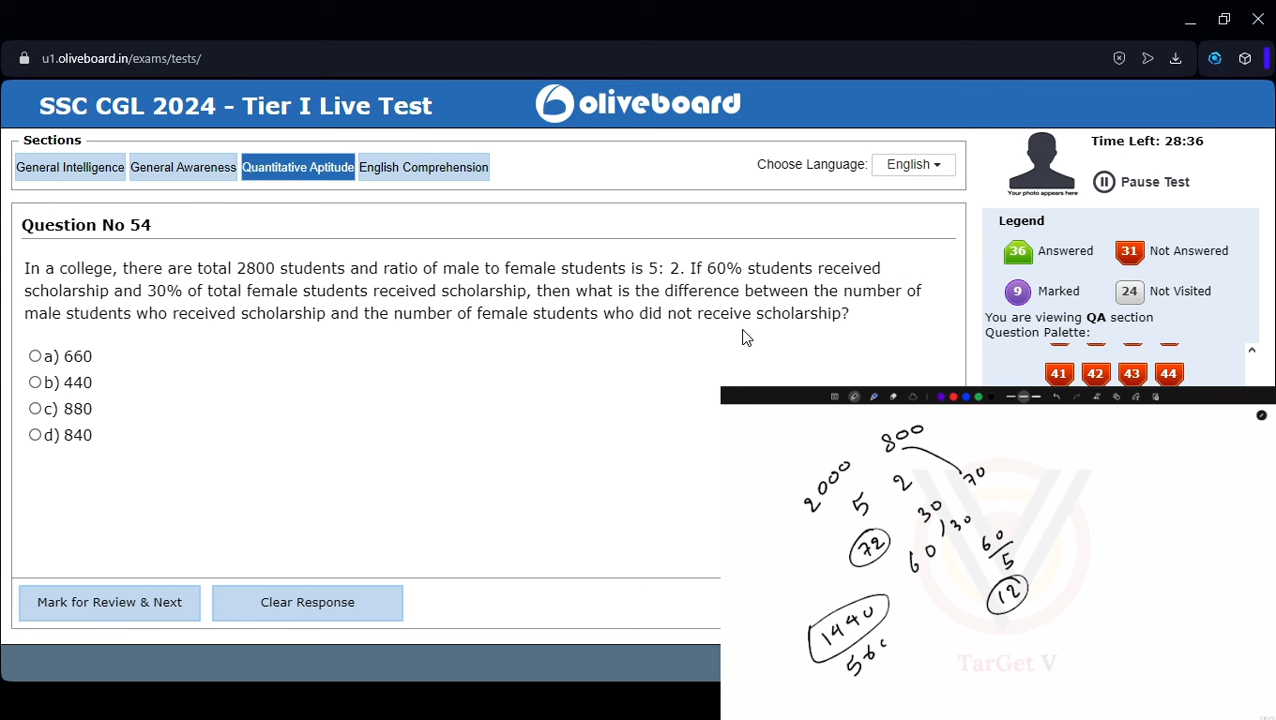 u1.oliveboard.in/exams/tests/
SSC CGL 2024 - Tier I Live Test
oliveboard
Sections
General Intelligence
General Awareness
Quantitative Aptitude
English Comprehension
Choose Language:
English
Time Left: 28:36
Your photo appears here
Pause Test
Question No 54
In a college, there are total 2800 students and ratio of male to female students is 5: 2. If 60% students received
scholarship and 30% of total female students received scholarship, then what is the difference between the number of
male students who received scholarship and the number of female students who did not receive scholarship?
a) 660
b) 440
c) 880
d) 840
Mark for Review & Next
Clear Response
Legend
36 Answered
31 Not Answered
9 Marked
24 Not Visited
You are viewing QA section
Question Palette:
41 42 43 44
800
2000 5 2 70
30
72 60 ) 30 60
5
12
1440
560
TarGet V